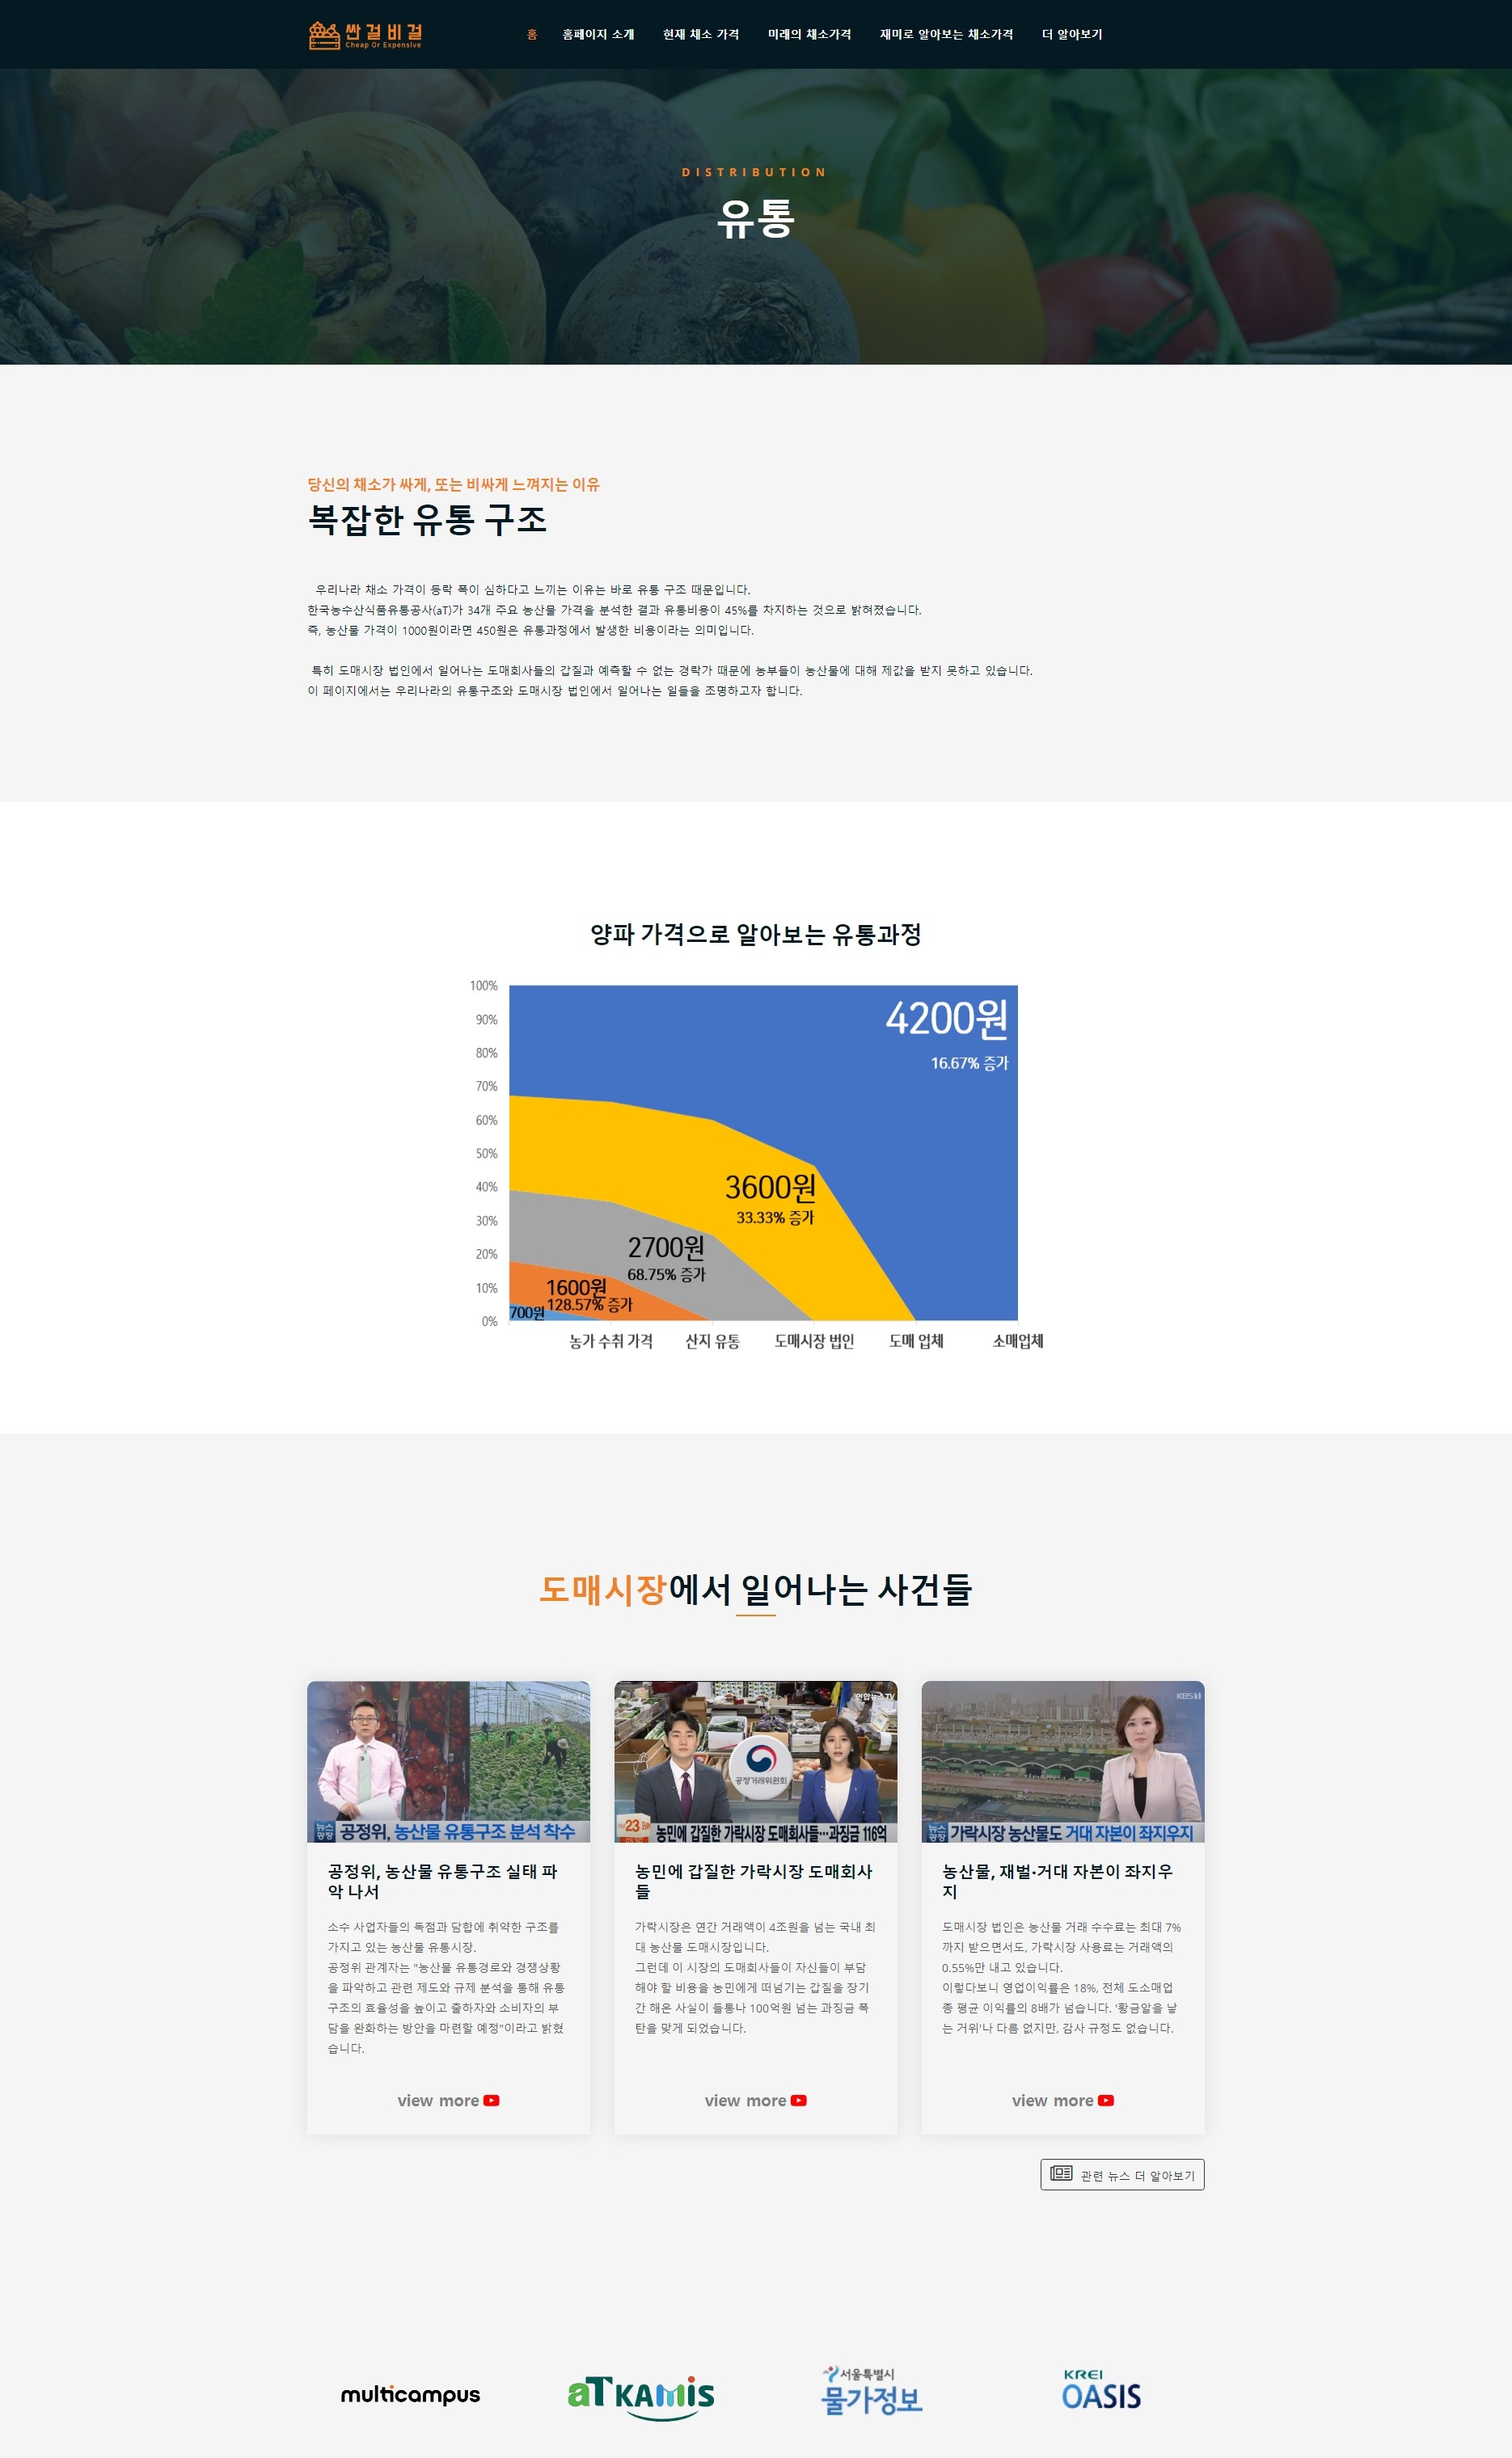 싼걸비걸
Cheap Or Expensive
홈 홈페이지 소개 현재 채소 가격 미래의 채소가격 재미로 알아보는 채소가격 더 알아보기
DISTRIBUTION
유통
당신의 채소가 싸게, 또는 비싸게 느껴지는 이유
복잡한 유통 구조
우리나라 채소 가격이 등락 폭이 심하다고 느끼는 이유는 바로 유통 구조 때문입니다.
한국농수산식품유통공사(aT)가 34개 주요 농산물 가격을 분석한 결과 유통비용이 45%를 차지하는 것으로 밝혀졌습니다.
즉, 농산물 가격이 1000원이라면 450원은 유통과정에서 발생한 비용이라는 의미입니다.
특히 도매시장 법인에서 일어나는 도매회사들의 갑질과 예측할 수 없는 경락가 때문에 농부들이 농산물에 대해 제값을 받지 못하고 있습니다.
이 페이지에서는 우리나라의 유통구조와 도매시장 법인에서 일어나는 일들을 조명하고자 합니다.
양파 가격으로 알아보는 유통과정
100%
90%
80%
70%
60%
50%
40%
30%
20%
10%
0%
4200원
16.67% 증가
3600원
33.33% 증가
2700원
68.75% 증가
1600원
128.57% 증가
700원
농가 수취 가격 산지 유통 도매시장 법인 도매 업체 소매업체
도매시장에서 일어나는 사건들
KBS1
뉴스광장 공정위, 농산물 유통구조 분석 착수
공정위, 농산물 유통구조 실태 파
악 나서
소수 사업자들의 독점과 담합에 취약한 구조를
가지고 있는 농산물 유통시장.
공정위 관계자는 "농산물 유통경로와 경쟁상황
을 파악하고 관련 제도와 규제 분석을 통해 유통
구조의 효율성을 높이고 출하자와 소비자의 부
담을 완화하는 방안을 마련할 예정"이라고 밝혔
습니다.
view more
연합뉴스TV
공정거래위원회
23
농민에 갑질한 가락시장 도매회사들…과징금 116억
농민에 갑질한 가락시장 도매회사
들
가락시장은 연간 거래액이 4조원을 넘는 국내 최
대 농산물 도매시장입니다.
그런데 이 시장의 도매회사들이 자신들이 부담
해야 할 비용을 농민에게 떠넘기는 갑질을 장기
간 해온 사실이 들통나 100억원 넘는 과징금 폭
탄을 맞게 되었습니다.
view more
KBS1
뉴스광장 가락시장 농산물도 거대 자본이 좌지우지
농산물, 재벌·거대 자본이 좌지우
지
도매시장 법인은 농산물 거래 수수료는 최대 7%
까지 받으면서도, 가락시장 사용료는 거래액의
0.55%만 내고 있습니다.
이렇다보니 영업이익률은 18%, 전체 도소매업
종 평균 이익률의 8배가 넘습니다. '황금알을 낳
는 거위'나 다름 없지만, 감사 규정도 없습니다.
view more
관련 뉴스 더 알아보기
multicampus
aT KAMIS
서울특별시
물가정보
KREI
OASIS